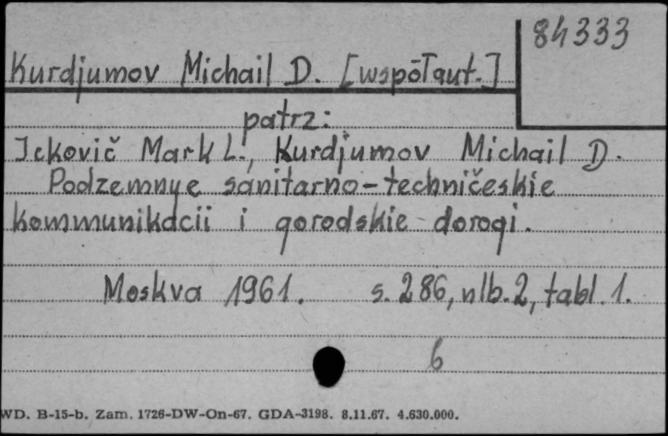 84333
Kurdjumov Michail D. [współaut.]
patrz:
Ickovič Mark L., Kurdjumov Michail D.
Podzemnye sanitarno-techničeskie
kommunikacii i gorodskie dorogi.
Moskva 1961. s. 286, nlb. 2, tabl. 1.
6
WD. B-15-b. Zam. 1726-DW-On-67. GDA-3198. 8.11.67. 4.630.000.